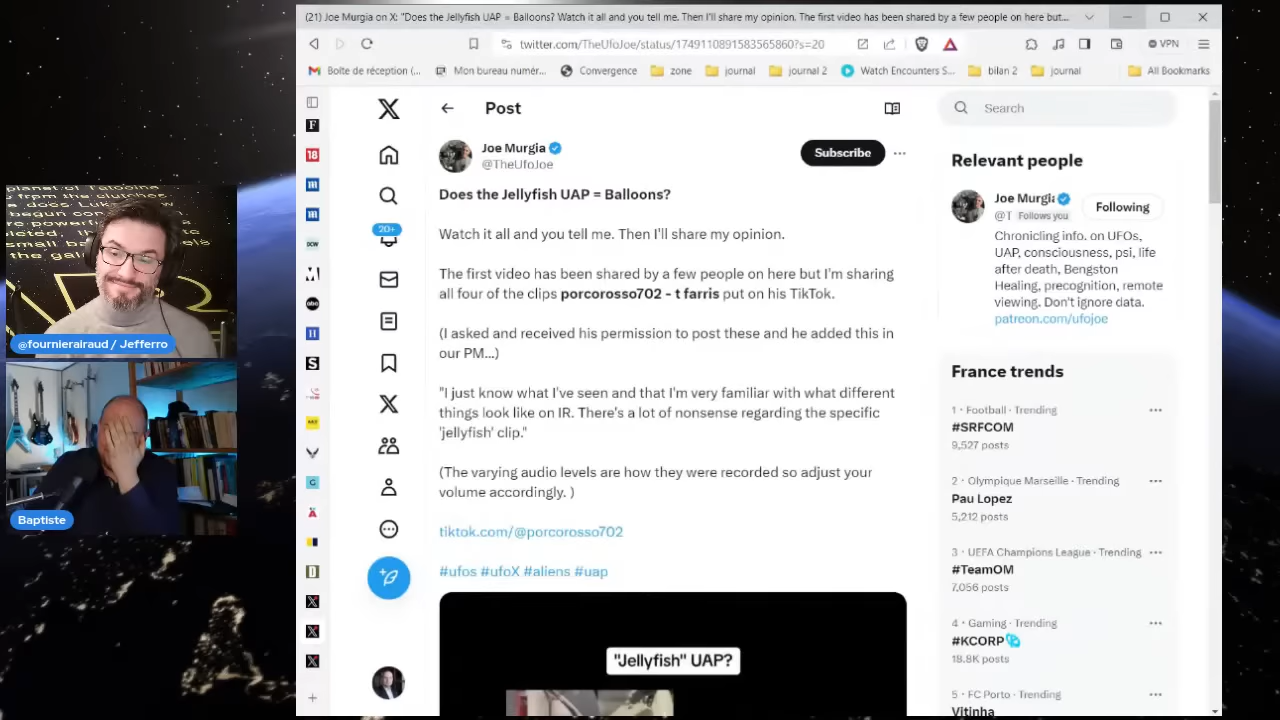 (21) Joe Murgia on X: "Does the Jellyfish UAP = Balloons? Watch it all and you tell me. Then I'll share my opinion. The first video has been shared by a few people on here but...
twitter.com/TheUfoJoe/status/1749110891583565860?s=20
VPN
Boîte de réception (...
Mon bureau numér...
Convergence
zone
journal
journal 2
Watch Encounters S...
bilan 2
journal
All Bookmarks
Post
Search
Joe Murgia
@TheUfoJoe
Subscribe
Does the Jellyfish UAP = Balloons?
Watch it all and you tell me. Then I'll share my opinion.
The first video has been shared by a few people on here but I'm sharing
all four of the clips porcorosso702 - t farris put on his TikTok.
(I asked and received his permission to post these and he added this in
our PM...)
"I just know what I've seen and that I'm very familiar with what different
things look like on IR. There's a lot of nonsense regarding the specific
'jellyfish' clip."
(The varying audio levels are how they were recorded so adjust your
volume accordingly. )
tiktok.com/@porcorosso702
#ufos #ufoX #aliens #uap
"Jellyfish" UAP?
20+
Relevant people
Joe Murgia
@T Follows you
Following
Chronicling info. on UFOs,
UAP, consciousness, psi, life
after death, Bengston
Healing, precognition, remote
viewing. Don't ignore data.
patreon.com/ufojoe
France trends
1 · Football · Trending
#SRFCOM
9,527 posts
2 · Olympique Marseille · Trending
Pau Lopez
5,212 posts
3 · UEFA Champions League · Trending
#TeamOM
7,056 posts
4 · Gaming · Trending
#KCORP
18.8K posts
5 · FC Porto · Trending
Vitinha
@fournierairaud / Jefferro
Baptiste